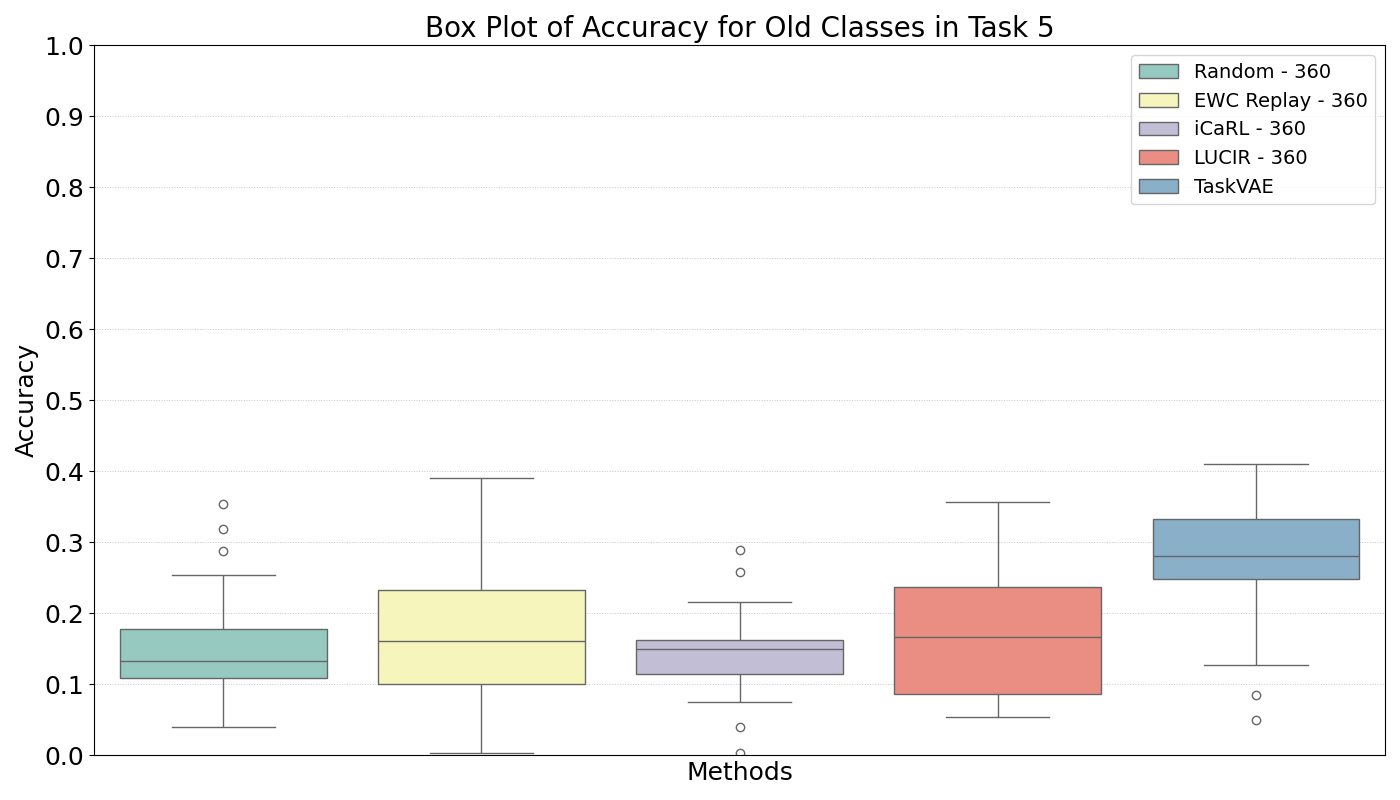 Box Plot of Accuracy for Old Classes in Task 5
1.0
0.9
0.8
0.7
0.6
0.5
0.4
0.3
0.2
0.1
0.0
Accuracy
Methods
Random - 360
EWC Replay - 360
iCaRL - 360
LUCIR - 360
TaskVAE